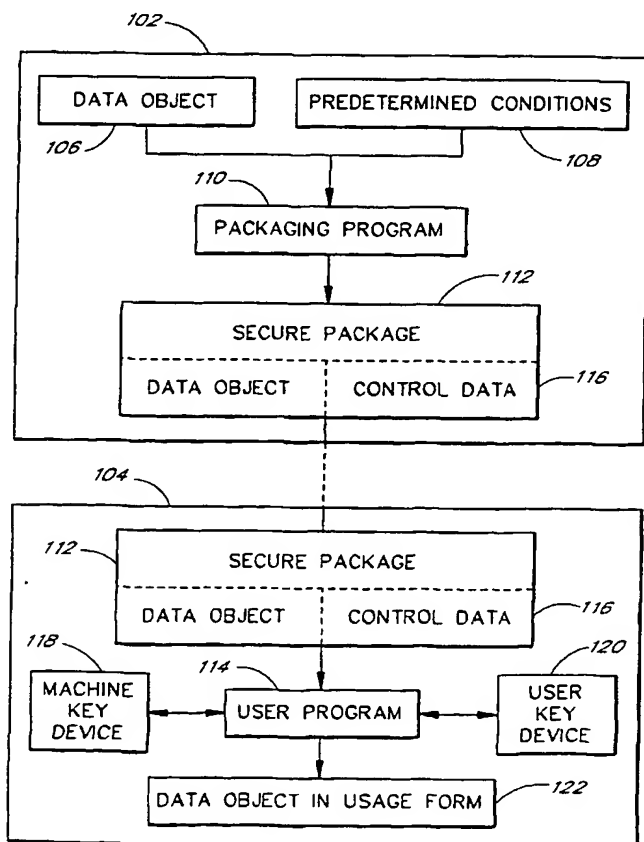 102
DATA OBJECT
PREDETERMINED CONDITIONS
106
108
110
PACKAGING PROGRAM
112
SECURE PACKAGE
DATA OBJECT
CONTROL DATA
116
104
112
SECURE PACKAGE
DATA OBJECT
CONTROL DATA
116
118
114
120
MACHINE
KEY
DEVICE
USER PROGRAM
USER
KEY
DEVICE
DATA OBJECT IN USAGE FORM
122